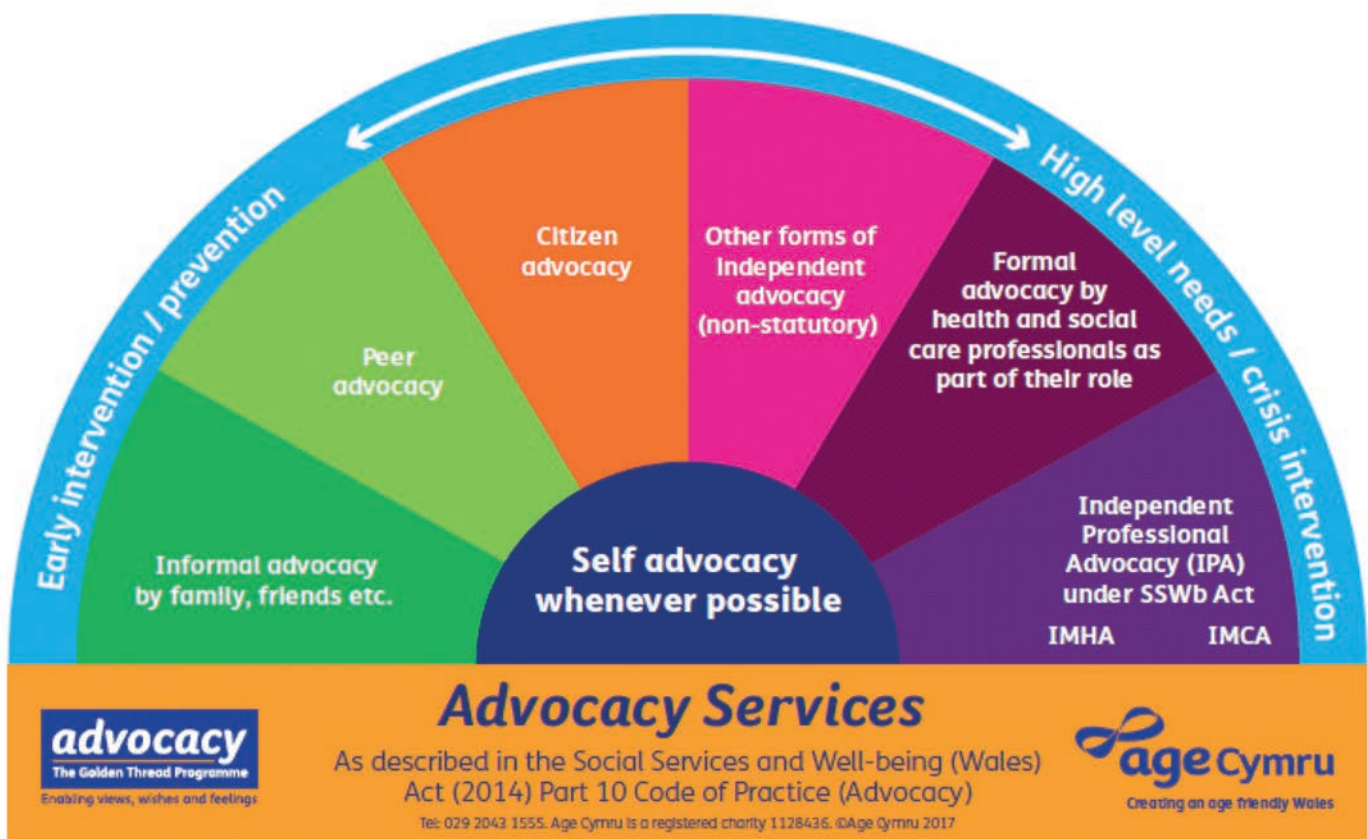 Early intervention / prevention
High level needs / crisis intervention
Informal advocacy
by family, friends etc.
Peer
advocacy
Citizen
advocacy
Other forms of
Independent
advocacy
(non-statutory)
Formal
advocacy by
health and social
care professionals as
part of their role
Independent
Professional
Advocacy (IPA)
under SSWb Act
IMHA IMCA
Self advocacy
whenever possible
advocacy
The Golden Thread Programme
Enabling views, wishes and feelings
Advocacy Services
As described in the Social Services and Well-being (Wales)
Act (2014) Part 10 Code of Practice (Advocacy)
Tel: 029 2043 1555. Age Cymru is a registered charity 1128436. ©Age Cymru 2017
age Cymru
Creating an age friendly Wales